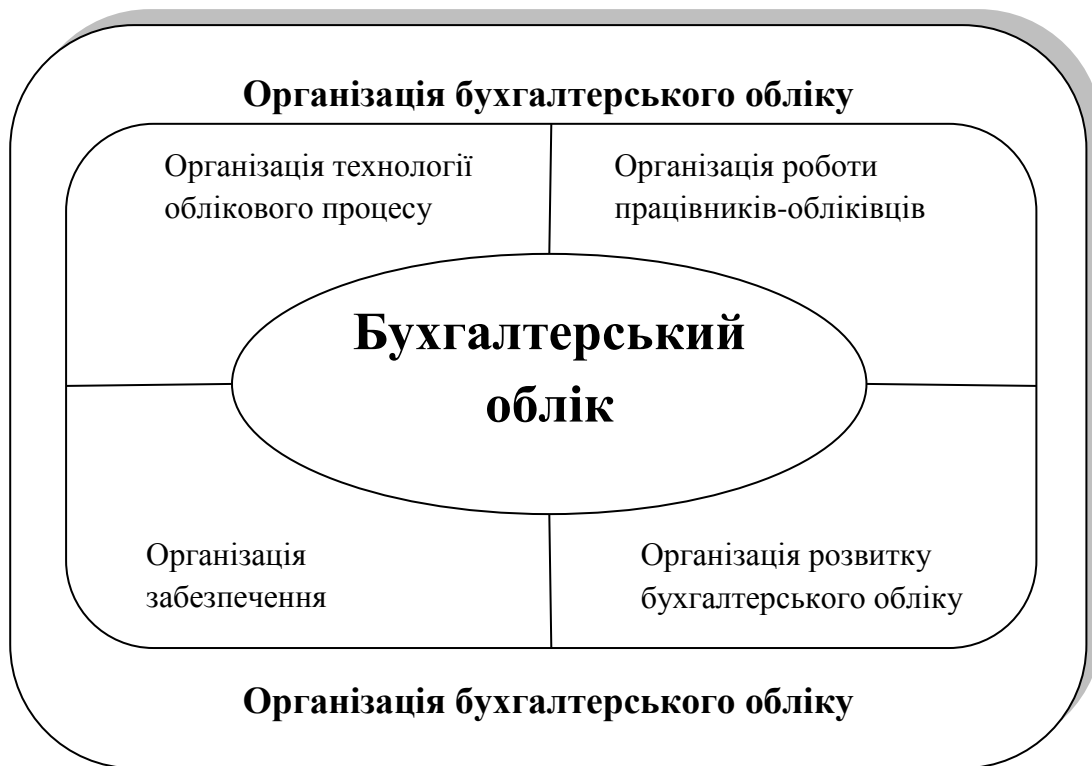 Організація бухгалтерського обліку
Організація технології
облікового процесу
Організація роботи
працівників-обліківців
Бухгалтерський
облік
Організація
забезпечення
Організація розвитку
бухгалтерського обліку
Організація бухгалтерського обліку